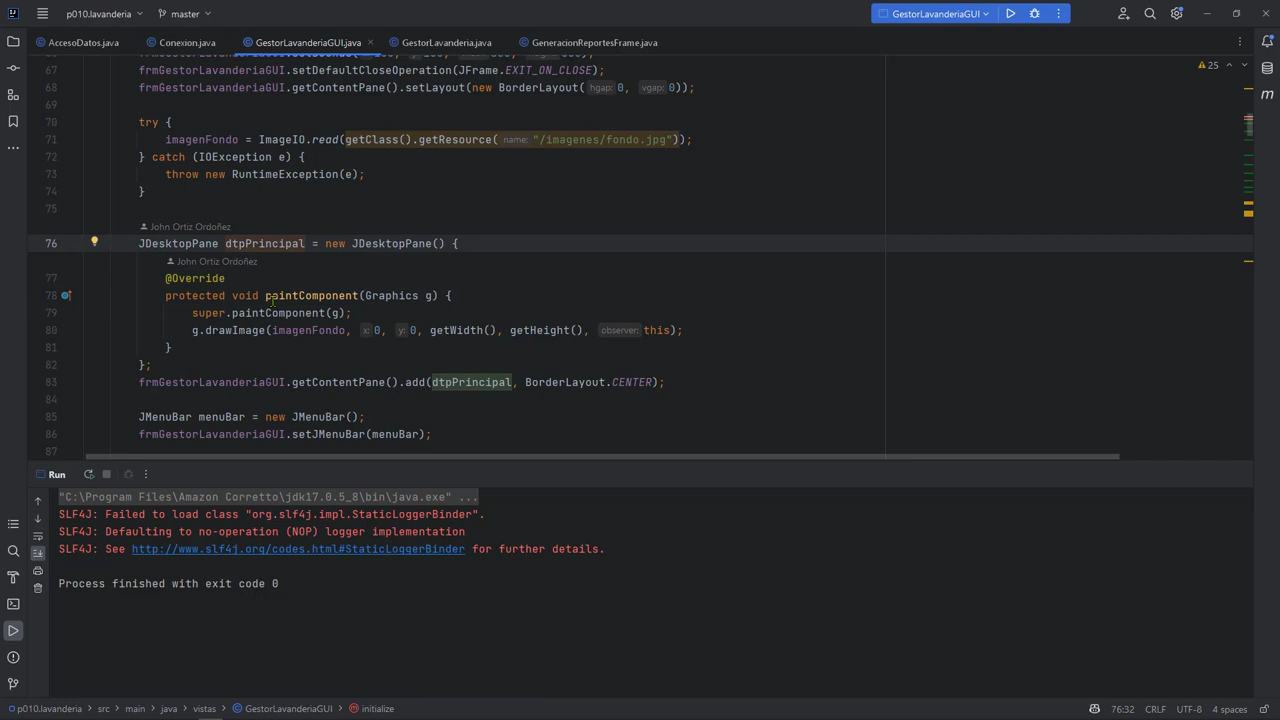 p010.lavanderia master GestorLavanderiaGUI
AccesoDatos.java Conexion.java GestorLavanderiaGUI.java GestorLavanderia.java GeneracionReportesFrame.java
67 frmGestorLavanderiaGUI.setDefaultCloseOperation(JFrame.EXIT_ON_CLOSE);
25
68 frmGestorLavanderiaGUI.getContentPane().setLayout(new BorderLayout( hgap: 0, vgap: 0));
69
70 try {
71 imagenFondo = ImageIO.read(getClass().getResource( name: "/imagenes/fondo.jpg"));
72 } catch (IOException e) {
73 throw new RuntimeException(e);
74 }
75
John Ortiz Ordoñez
76 JDesktopPane dtpPrincipal = new JDesktopPane() {
John Ortiz Ordoñez
77 @Override
78 protected void paintComponent(Graphics g) {
79 super.paintComponent(g);
80 g.drawImage(imagenFondo, x: 0, y: 0, getWidth(), getHeight(), observer: this);
81 }
82 };
83 frmGestorLavanderiaGUI.getContentPane().add(dtpPrincipal, BorderLayout.CENTER);
84
85 JMenuBar menuBar = new JMenuBar();
86 frmGestorLavanderiaGUI.setJMenuBar(menuBar);
87
Run
"C:\Program Files\Amazon Corretto\jdk17.0.5_8\bin\java.exe" ...
SLF4J: Failed to load class "org.slf4j.impl.StaticLoggerBinder".
SLF4J: Defaulting to no-operation (NOP) logger implementation
SLF4J: See http://www.slf4j.org/codes.html#StaticLoggerBinder for further details.
Process finished with exit code 0
p010.lavanderia > src > main > java > vistas > GestorLavanderiaGUI > initialize 76:32 CRLF UTF-8 4 spaces